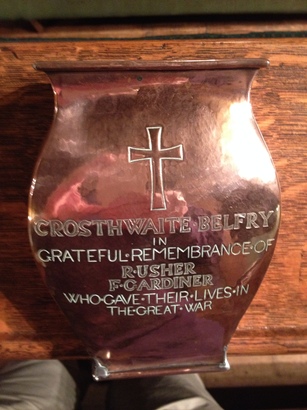 CROSTHWAITE·BELFRY
IN
GRATEFUL·REMEMBRANCE·OF
R·USHER
F·GARDINER
WHO·GAVE·THEIR·LIVES·IN
THE·GREAT·WAR